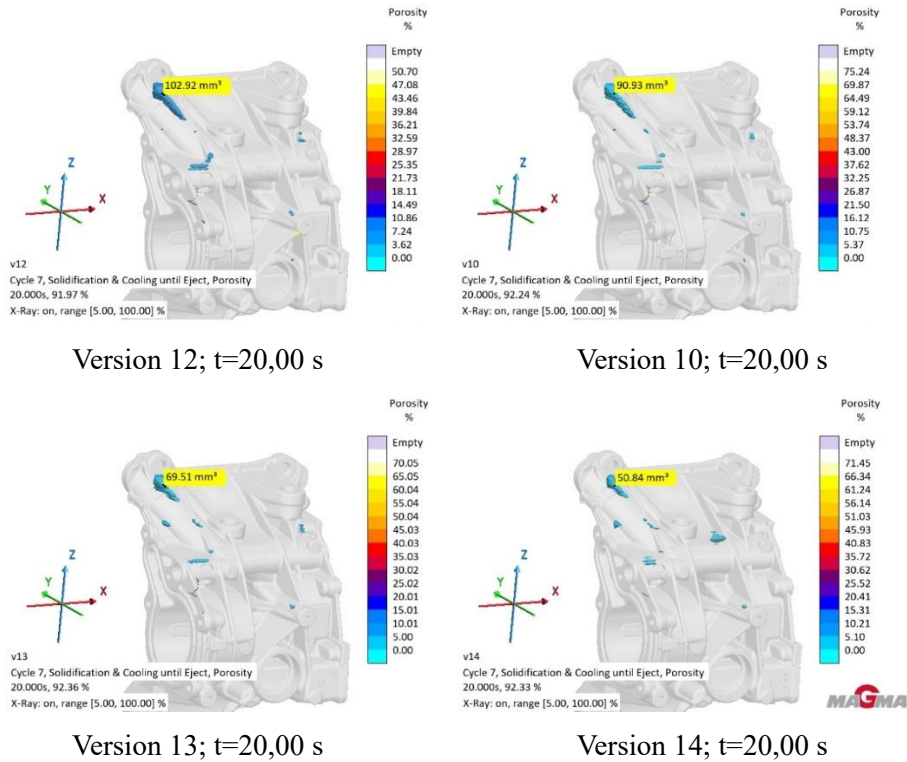 Porosity
%
Empty
50.70
47.08
43.46
39.84
36.21
32.59
28.97
25.35
21.73
18.11
14.49
10.86
7.24
3.62
0.00
102.92 mm³
Z
Y
X
v12
Cycle 7, Solidification & Cooling until Eject, Porosity
20.000s, 91.97 %
X-Ray: on, range [5.00, 100.00] %
Version 12; t=20,00 s
Porosity
%
Empty
75.24
69.87
64.49
59.12
53.74
48.37
43.00
37.62
32.25
26.87
21.50
16.12
10.75
5.37
0.00
90.93 mm³
Z
Y
X
v10
Cycle 7, Solidification & Cooling until Eject, Porosity
20.000s, 92.24 %
X-Ray: on, range [5.00, 100.00] %
Version 10; t=20,00 s
Porosity
%
Empty
70.05
65.05
60.04
55.04
50.04
45.03
40.03
35.03
30.02
25.02
20.01
15.01
10.01
5.00
0.00
69.51 mm³
Z
Y
X
v13
Cycle 7, Solidification & Cooling until Eject, Porosity
20.000s, 92.36 %
X-Ray: on, range [5.00, 100.00] %
Version 13; t=20,00 s
Porosity
%
Empty
71.45
66.34
61.24
56.14
51.03
45.93
40.83
35.72
30.62
25.52
20.41
15.31
10.21
5.10
0.00
50.84 mm³
Z
Y
X
v14
Cycle 7, Solidification & Cooling until Eject, Porosity
20.000s, 92.33 %
X-Ray: on, range [5.00, 100.00] %
MAGMA
Version 14; t=20,00 s